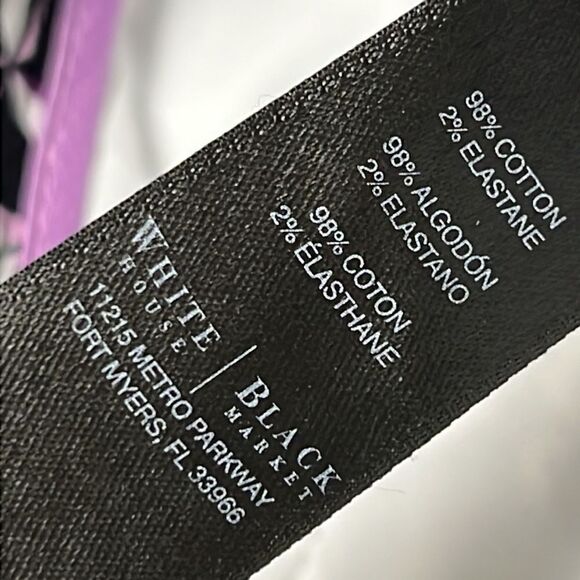 98% COTTON
2% ELASTANE
98% ALGODÓN
2% ELASTANO
98% COTON
2% ÉLASTHANE
WHITE
HOUSE
BLACK
MARKET
11215 METRO PARKWAY
FORT MYERS, FL 33966